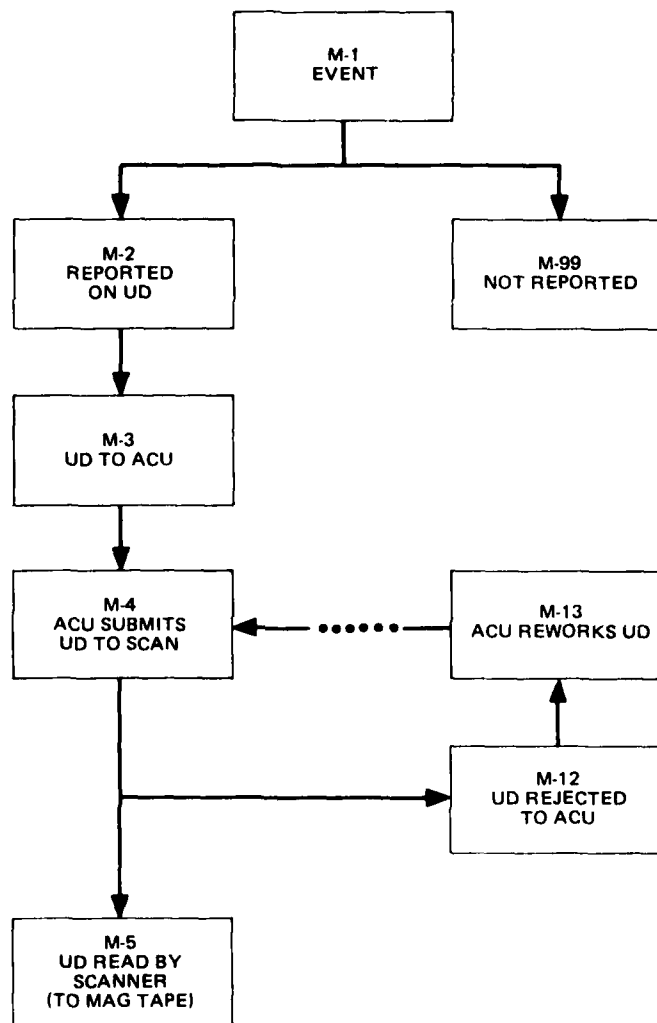 M-1
EVENT
M-2
REPORTED
ON UD
M-99
NOT REPORTED
M-3
UD TO ACU
M-4
ACU SUBMITS
UD TO SCAN
M-13
ACU REWORKS UD
M-12
UD REJECTED
TO ACU
M-5
UD READ BY
SCANNER
(TO MAG TAPE)